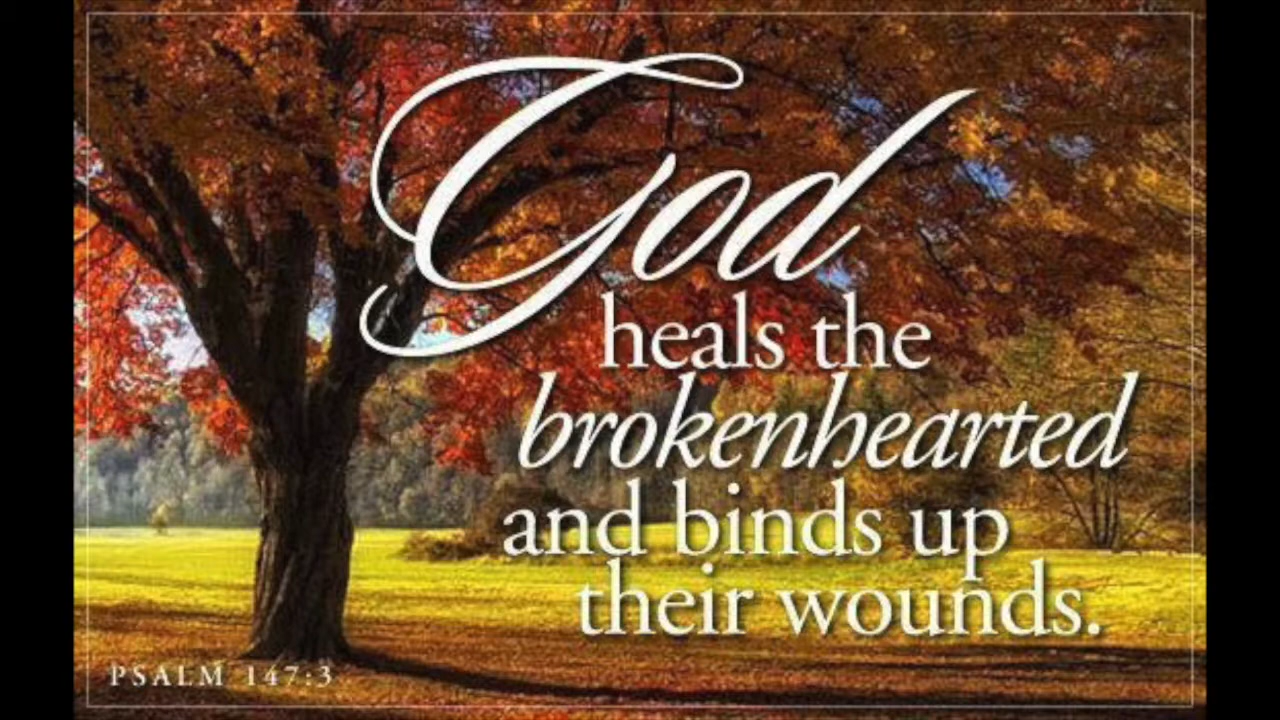 God
heals the
brokenhearted
and binds up
their wounds.
PSALM 147:3